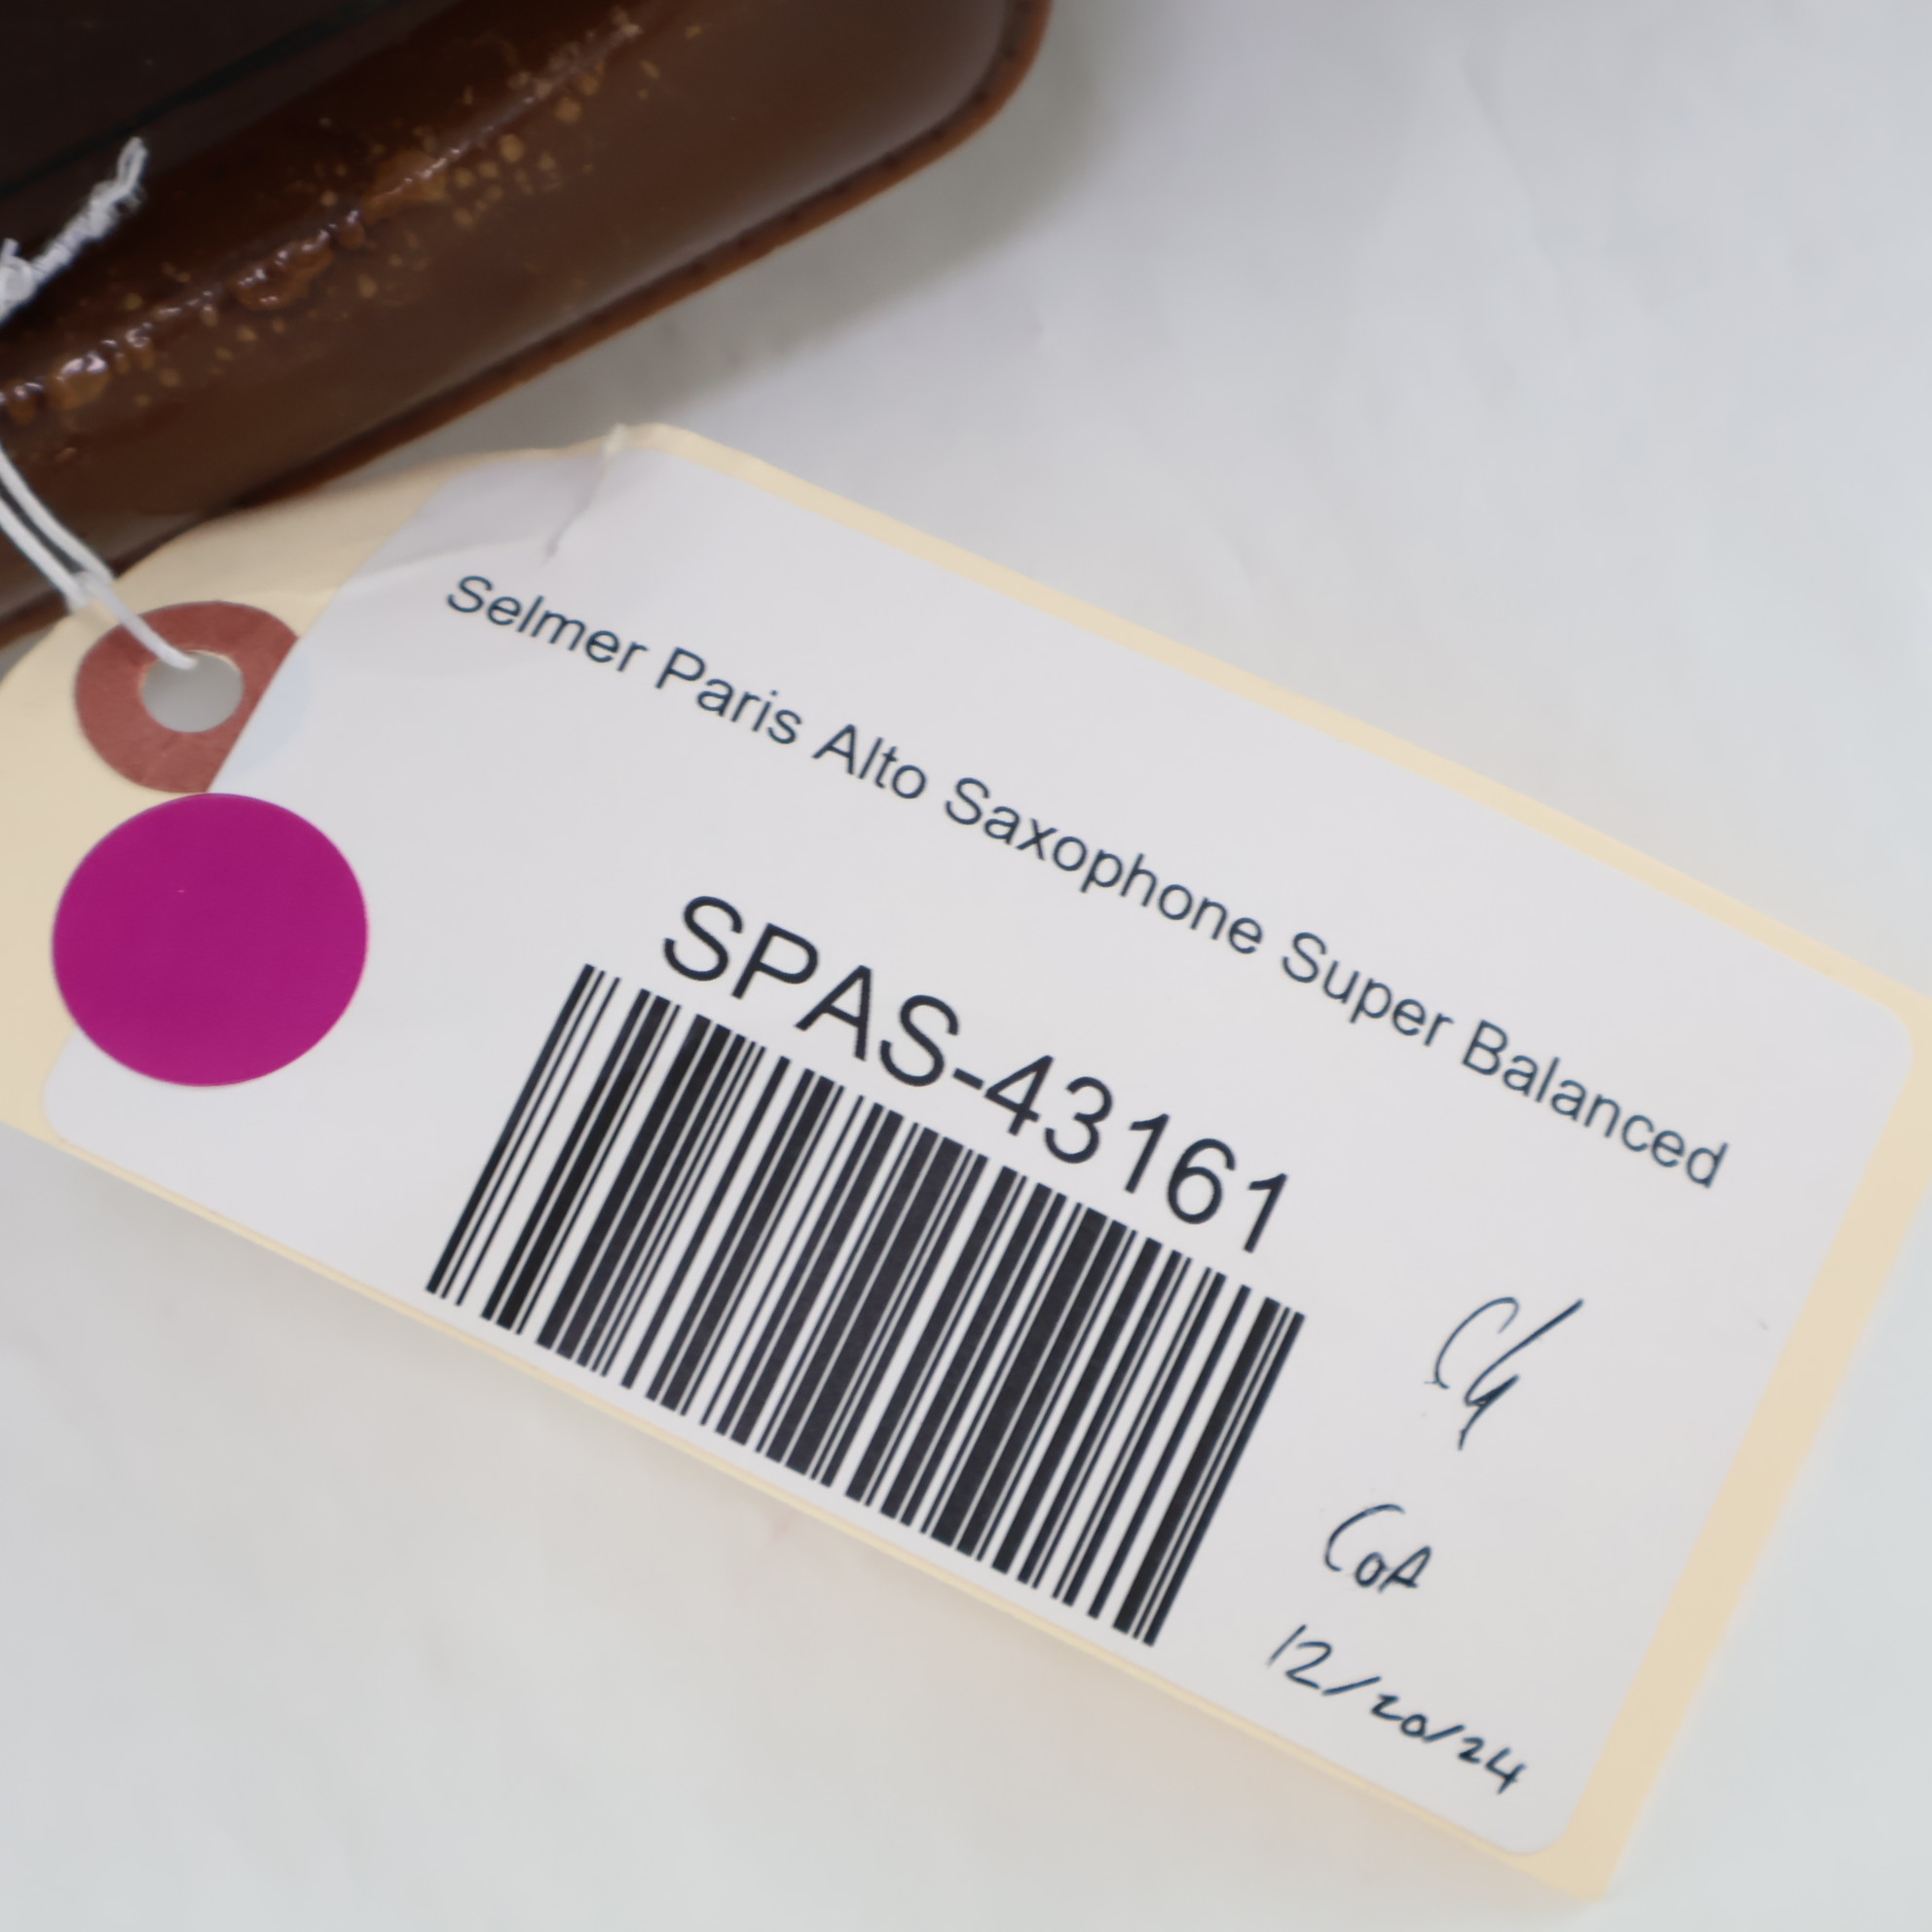 Selmer Paris Alto Saxophone Super Balanced
SPAS-43161
CoA
12/20/24